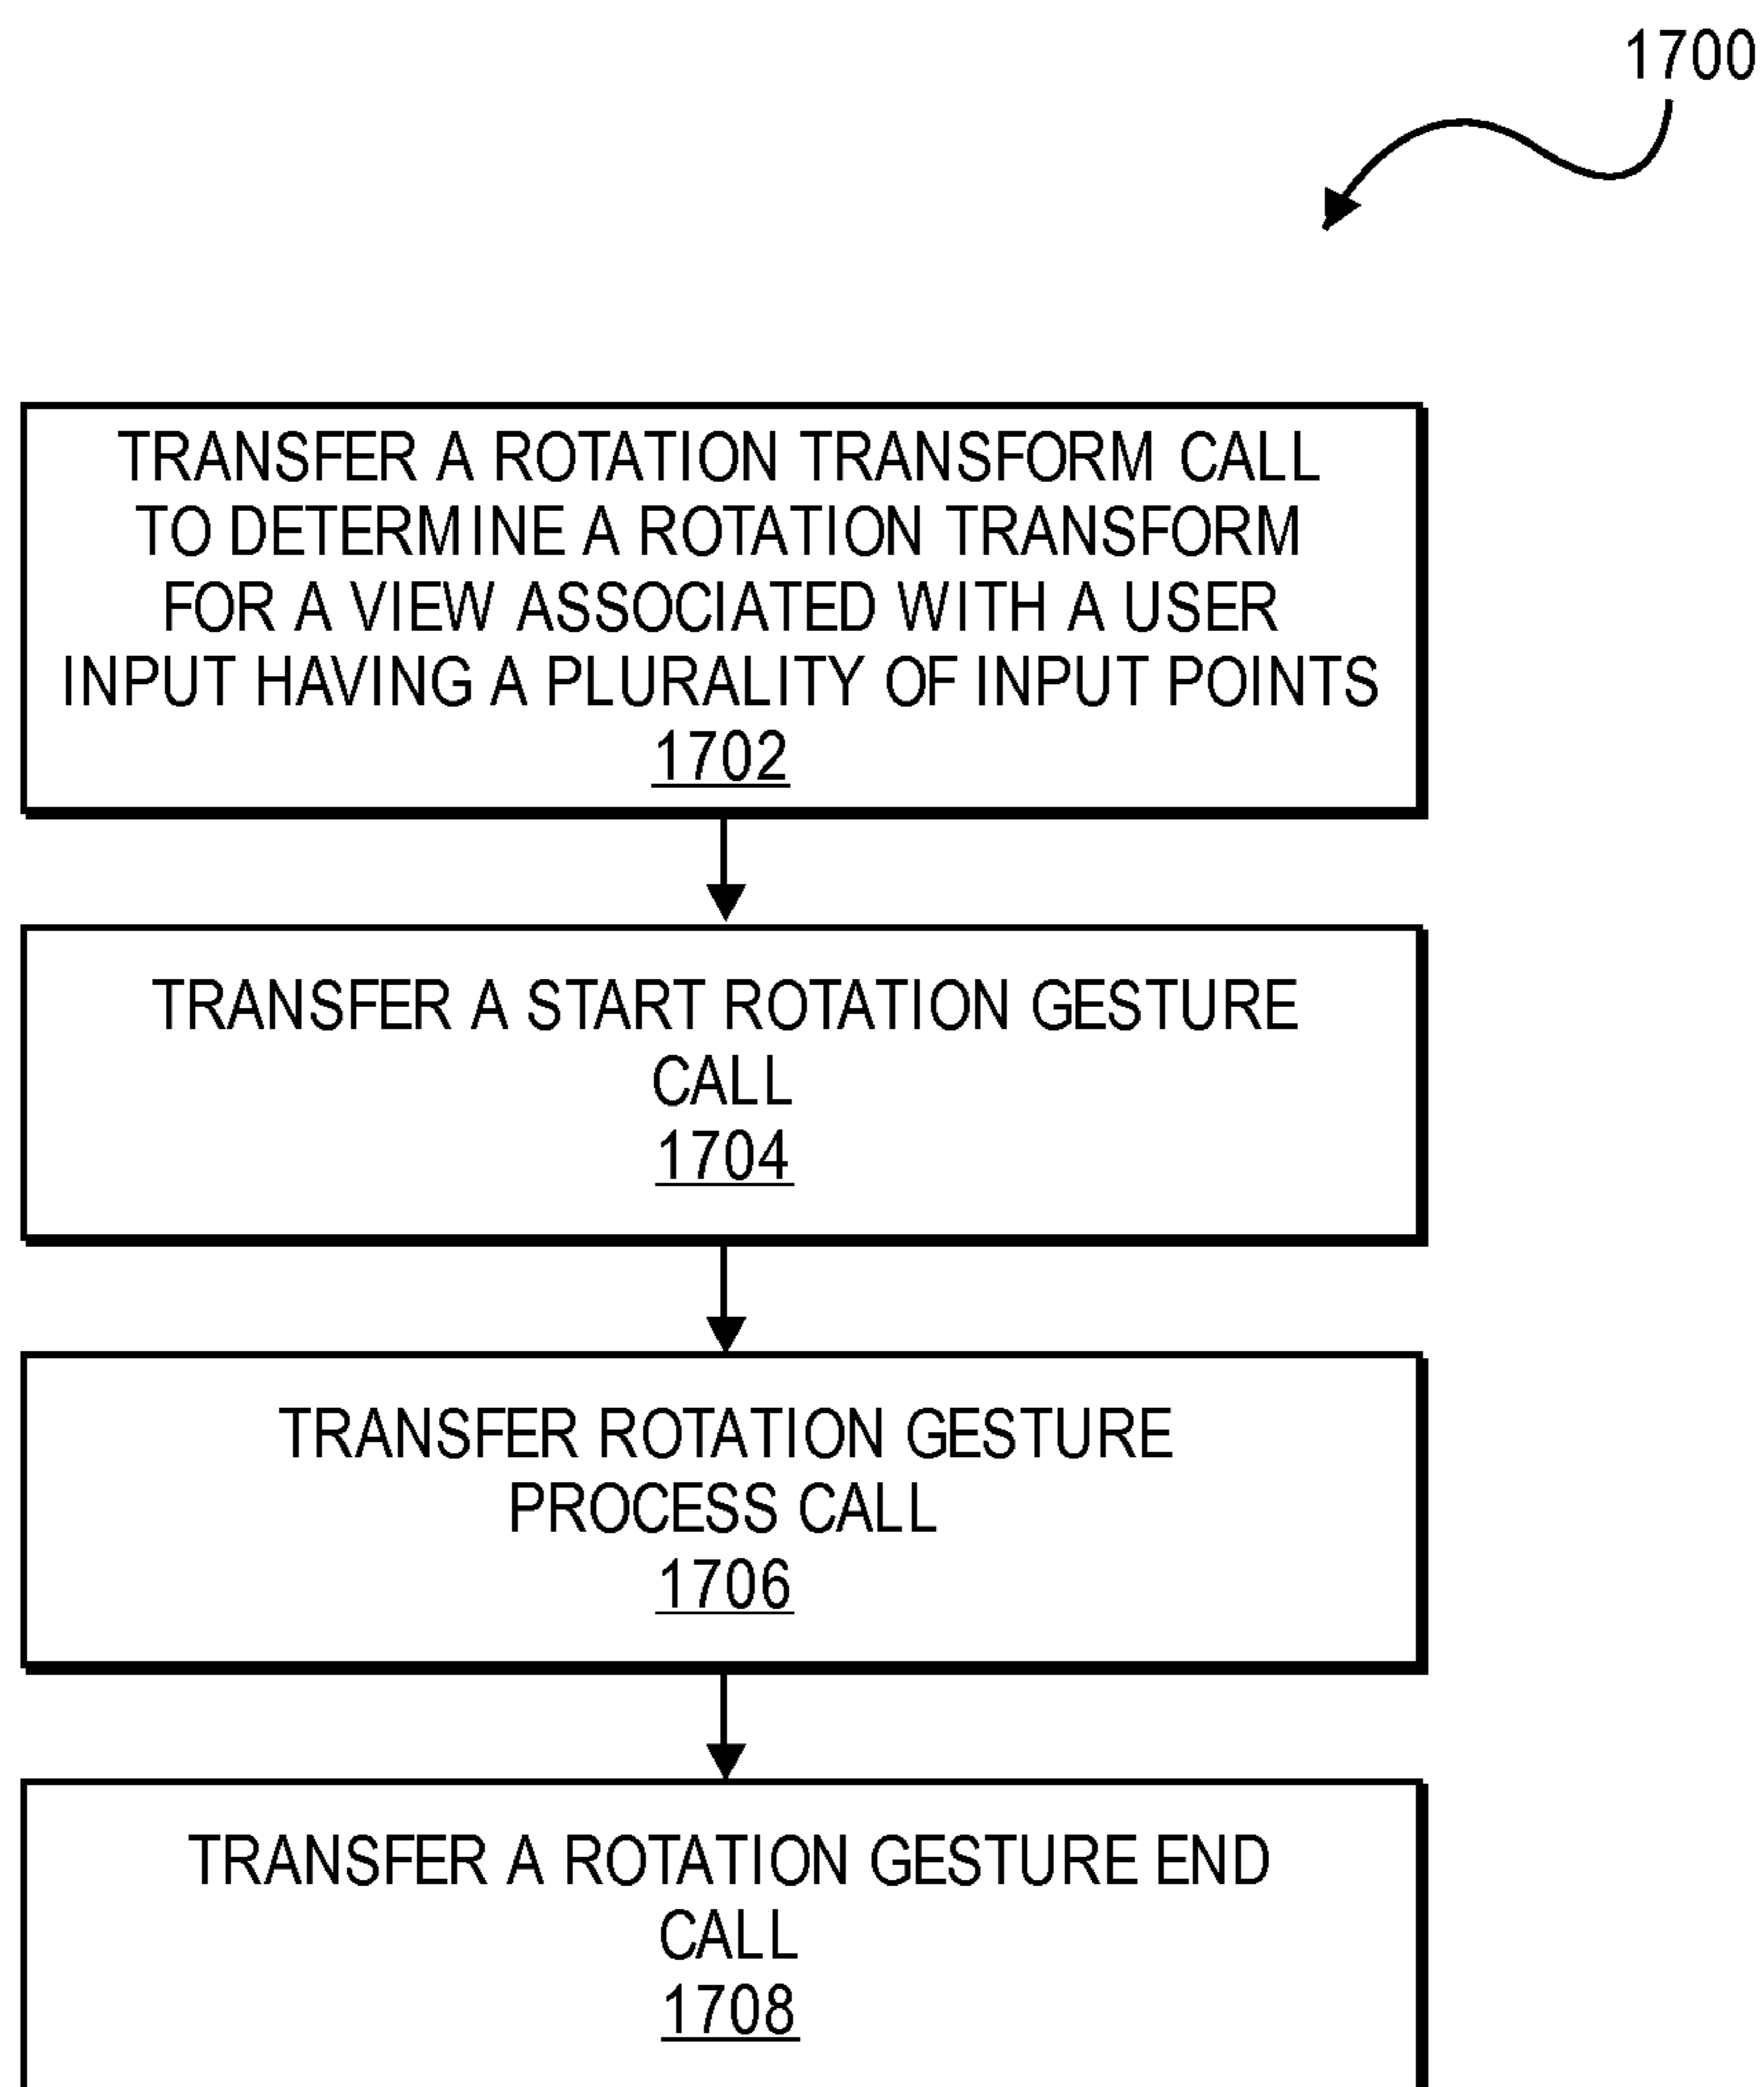 1700
TRANSFER A ROTATION TRANSFORM CALL
TO DETERMINE A ROTATION TRANSFORM
FOR A VIEW ASSOCIATED WITH A USER
INPUT HAVING A PLURALITY OF INPUT POINTS
1702
TRANSFER A START ROTATION GESTURE
CALL
1704
TRANSFER ROTATION GESTURE
PROCESS CALL
1706
TRANSFER A ROTATION GESTURE END
CALL
1708